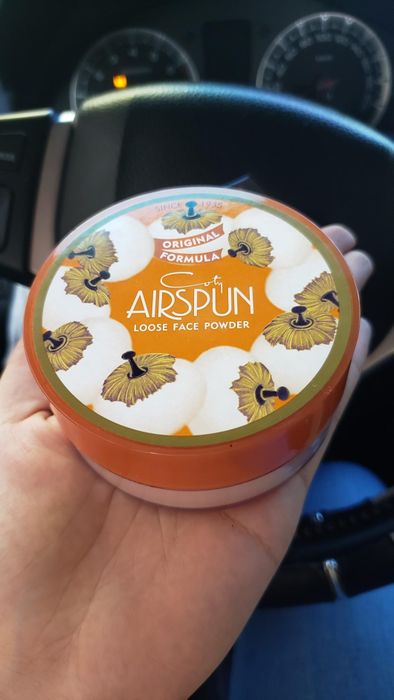 SINCE 1935
ORIGINAL
FORMULA
Coty
AIRSPUN
LOOSE FACE POWDER